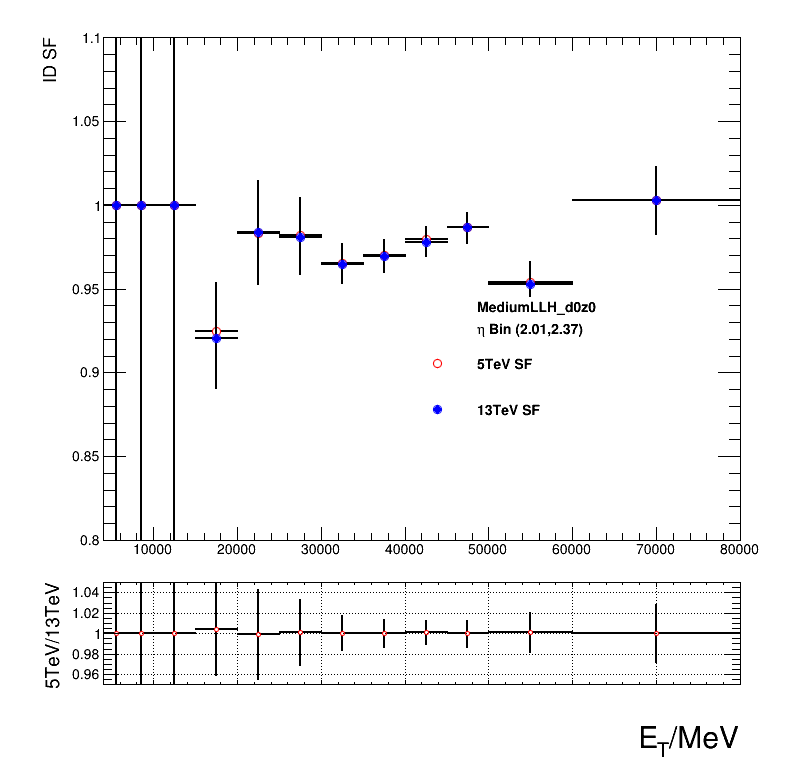 ID SF
1.1
1.05
1
0.95
0.9
0.85
0.8
MediumLLH_d0z0
η Bin (2.01,2.37)
5TeV SF
13TeV SF
10000 20000 30000 40000 50000 60000 70000 80000
5TeV/13TeV
1.04
1.02
1
0.98
0.96
E_T/MeV